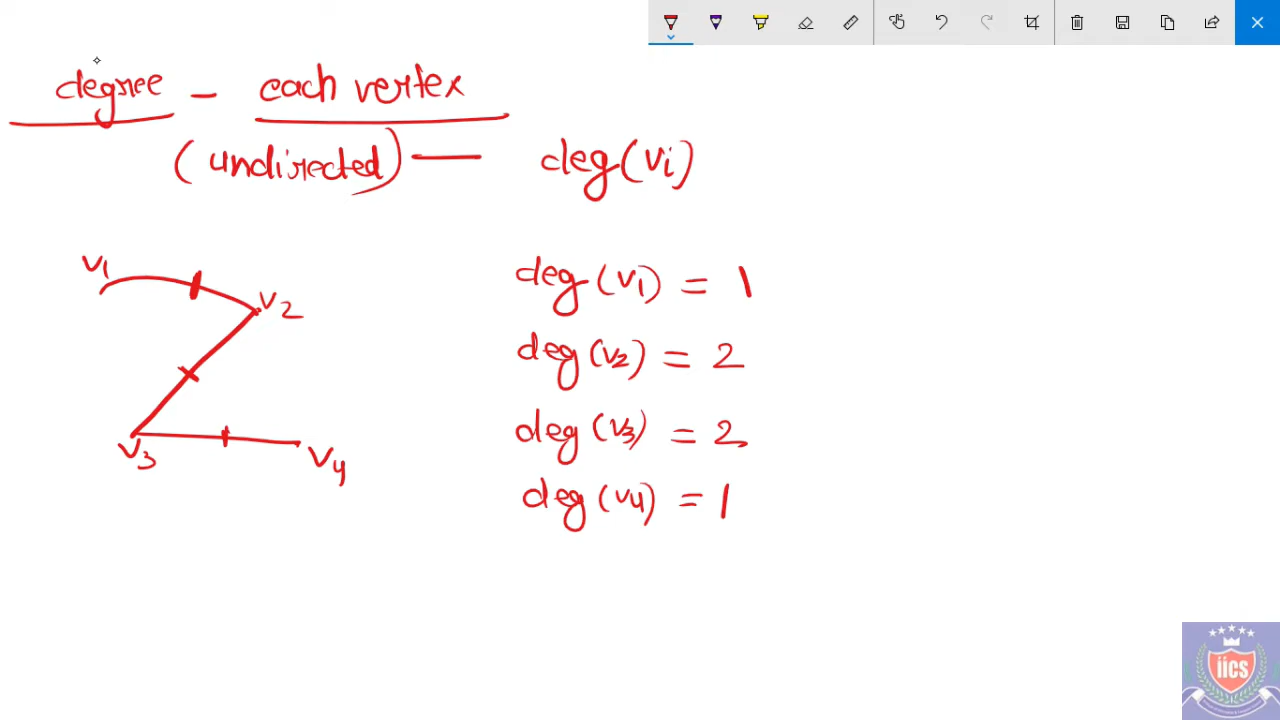 degree - each vertex
(undirected) — deg(vi)
v1
v2
v3
v4
deg(v1) = 1
deg(v2) = 2
deg(v3) = 2
deg(v4) = 1
iics